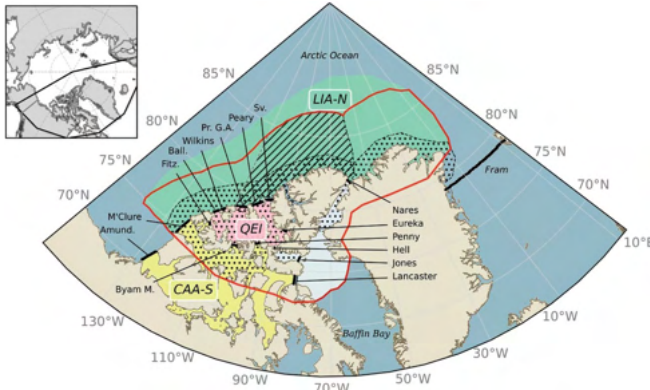 Arctic Ocean
85°N
85°N
LIA-N
Sv.
Peary
Pr. G.A.
Wilkins
Ball.
Fitz.
80°N
80°N
75°N
75°N
Fram
70°N
70°N
M'Clure
Amund.
QEI
Nares
Eureka
Penny
Hell
Jones
Lancaster
10°E
Byam M.
CAA-S
Baffin Bay
130°W
110°W
90°W
70°W
50°W
30°W
10°W